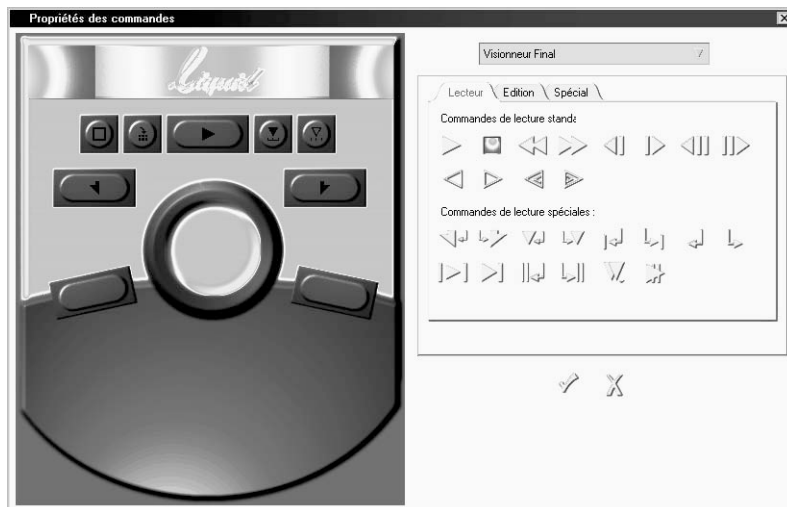 Propriétés des commandes
Liquid
Visionneur Final
Lecteur
Edition
Spécial
Commandes de lecture standa
Commandes de lecture spéciales :